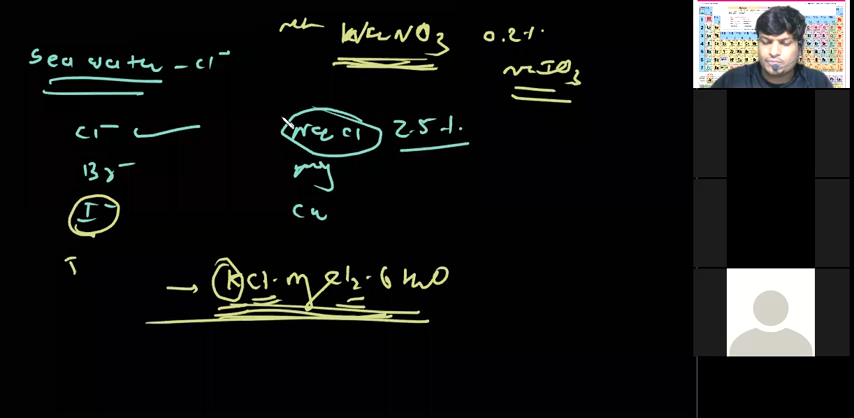 NaNO3 0.2%
Sea water - Cl⁻
NaIO3
Cl⁻ NaCl 2.5%
Br⁻ Mg
I⁻ Ca
I
→ KCl·MgCl2·6H2O